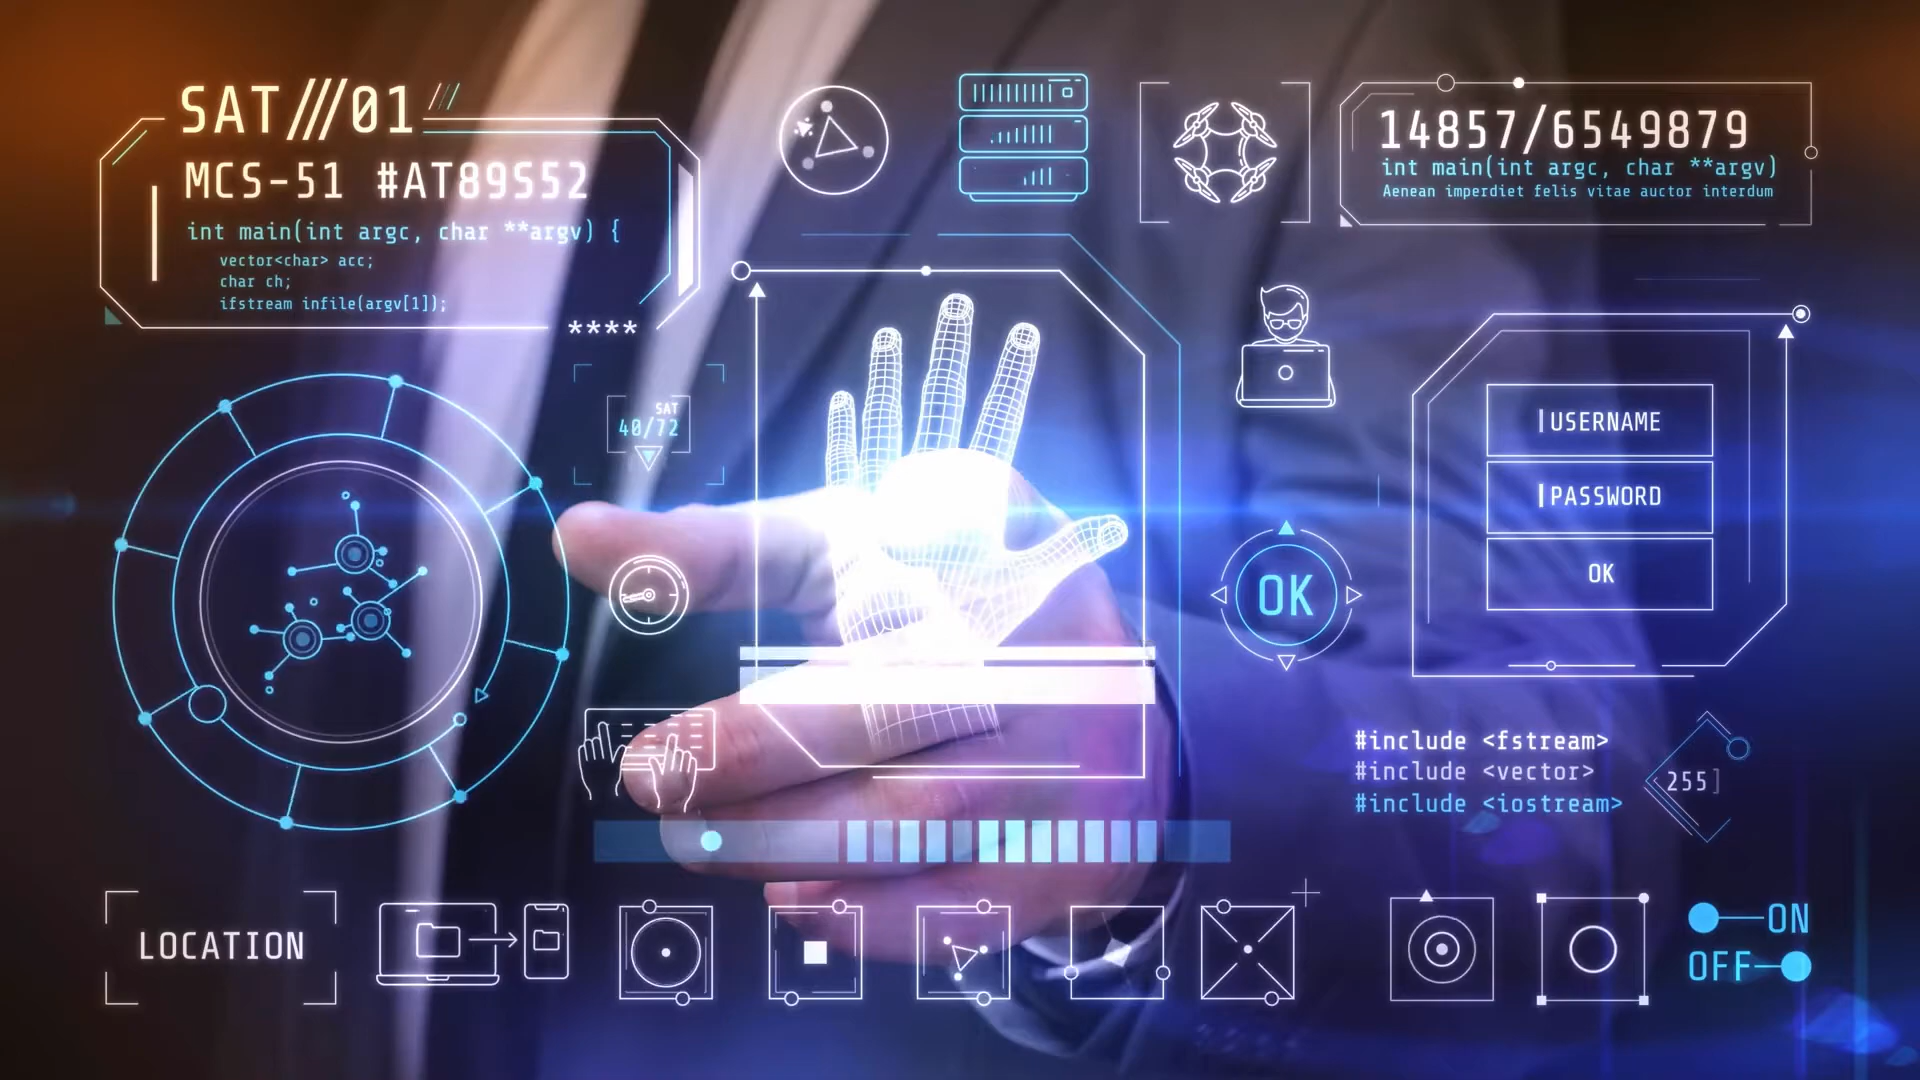 SAT///01
MCS-51 #AT89S52
int main(int argc, char **argv) {
vector<char> acc;
char ch;
ifstream infile(argv[1]);
****
14857/6549879
int main(int argc, char **argv)
Aenean imperdiet felis vitae auctor interdum
SAT
40/72
USERNAME
PASSWORD
OK
OK
#include <fstream>
#include <vector>
#include <iostream>
255]
LOCATION
ON
OFF